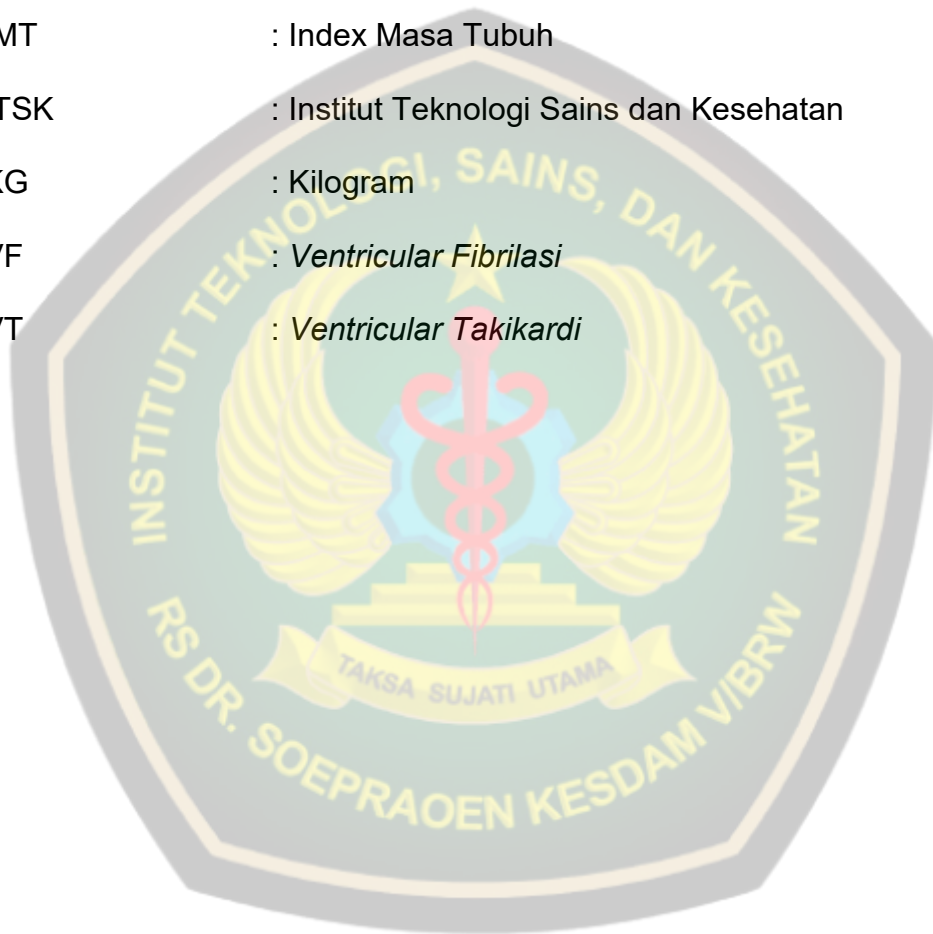 MT : Index Masa Tubuh
TSK : Institut Teknologi Sains dan Kesehatan
KG : Kilogram
VF : Ventricular Fibrilasi
VT : Ventricular Takikardi
INSTITUT TEKNOLOGI, SAINS, DAN KESEHATAN
TAKSA SUJATI UTAMA
RS DR. SOEPRAOEN KESDAM V/BRW